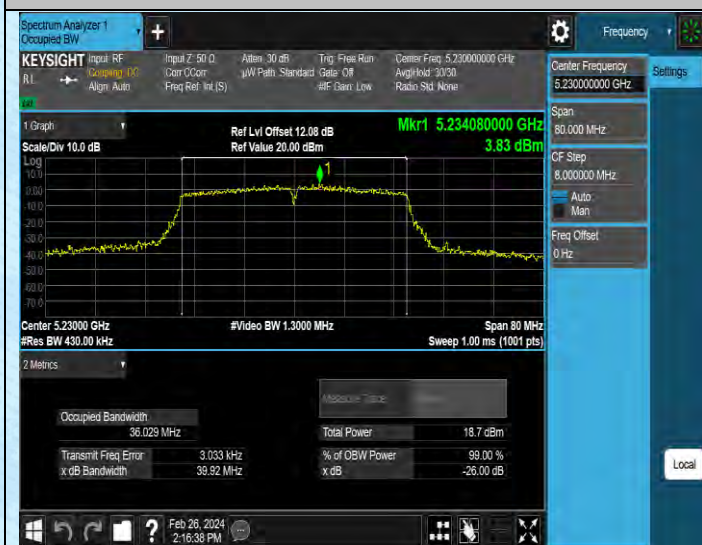 Spectrum Analyzer 1
Occupied BW
+
Frequency
KEYSIGHT Input: RF Input Z: 50 Ω Atten: 30 dB Trig: Free Run Center Freq: 5.230000000 GHz
RL Coupling: DC Corr CCorr µW Path: Standard Gate: Off Avg|Hold: 30/30
Align: Auto Freq Ref: Int (S) #IF Gain: Low Radio Std: None
Center Frequency
5.230000000 GHz
Settings
Span
80.000 MHz
CF Step
8.000000 MHz
Auto
Man
Freq Offset
0 Hz
1 Graph
Ref Lvl Offset 12.08 dB
Mkr1 5.234080000 GHz
Scale/Div 10.0 dB
Ref Value 20.00 dBm
3.83 dBm
Log
10.0
0.00
-10.0
-20.0
-30.0
-40.0
-50.0
-60.0
-70.0
1
Center 5.23000 GHz
#Video BW 1.3000 MHz
Span 80 MHz
#Res BW 430.00 kHz
Sweep 1.00 ms (1001 pts)
2 Metrics
Measure Trace
Occupied Bandwidth
36.029 MHz
Total Power 18.7 dBm
Transmit Freq Error 3.033 kHz
% of OBW Power 99.00 %
x dB Bandwidth 39.92 MHz
x dB -26.00 dB
Local
?
Feb 26, 2024
2:16:38 PM